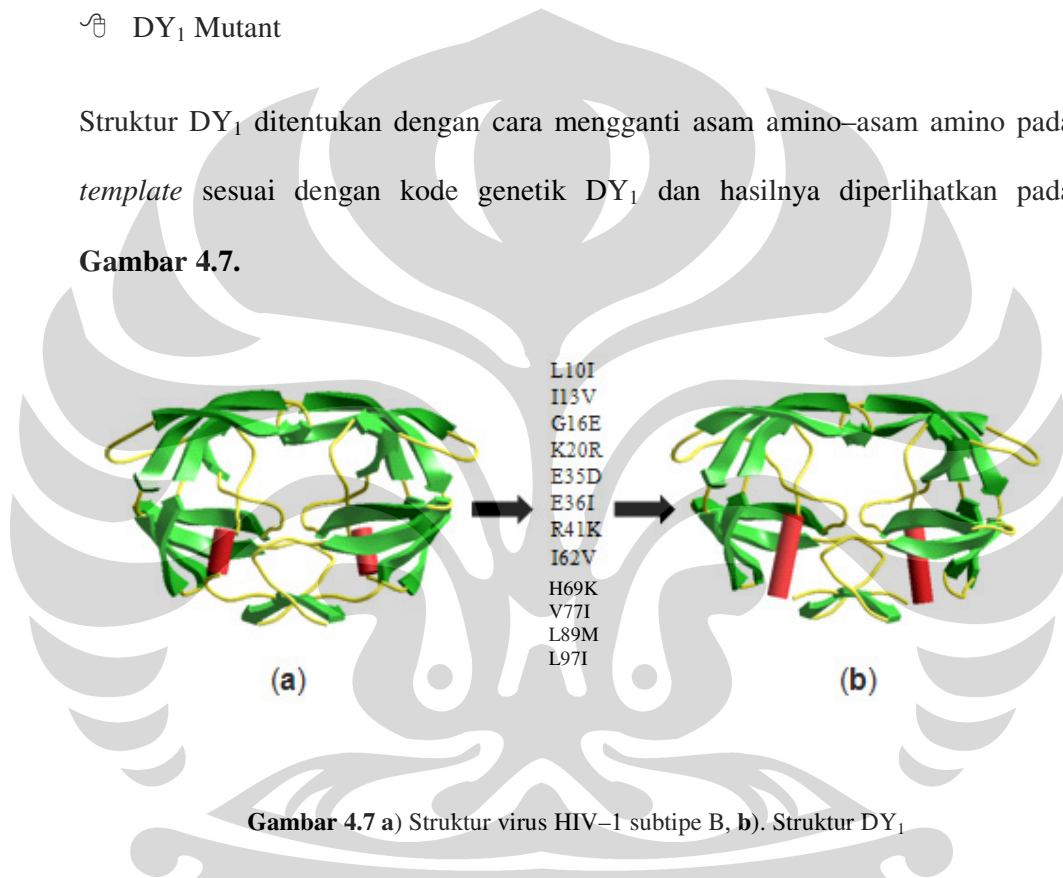 DY₁ Mutant
Struktur DY₁ ditentukan dengan cara mengganti asam amino–asam amino pada
template sesuai dengan kode genetik DY₁ dan hasilnya diperlihatkan pada
Gambar 4.7.
L10I
I13V
G16E
K20R
E35D
E36I
R41K
I62V
H69K
V77I
L89M
L97I
(a)
(b)
Gambar 4.7 a) Struktur virus HIV–1 subtipe B, b). Struktur DY₁